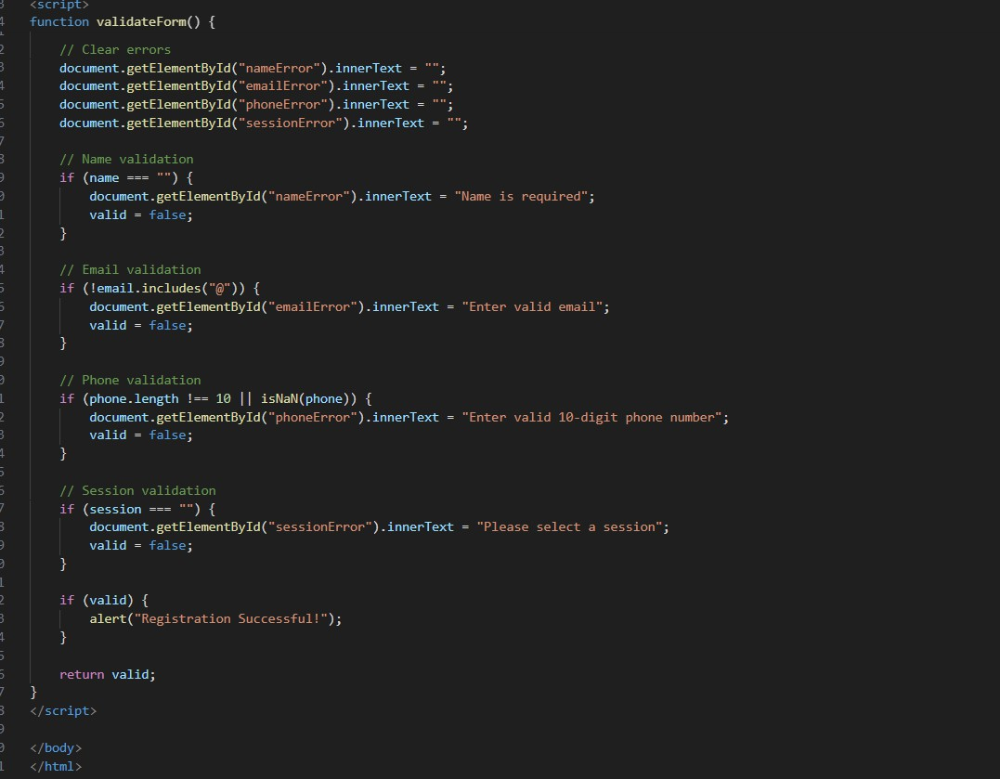 <script>
function validateForm() {
// Clear errors
document.getElementById("nameError").innerText = "";
document.getElementById("emailError").innerText = "";
document.getElementById("phoneError").innerText = "";
document.getElementById("sessionError").innerText = "";
// Name validation
if (name === "") {
document.getElementById("nameError").innerText = "Name is required";
valid = false;
}
// Email validation
if (!email.includes("@")) {
document.getElementById("emailError").innerText = "Enter valid email";
valid = false;
}
// Phone validation
if (phone.length !== 10 || isNaN(phone)) {
document.getElementById("phoneError").innerText = "Enter valid 10-digit phone number";
valid = false;
}
// Session validation
if (session === "") {
document.getElementById("sessionError").innerText = "Please select a session";
valid = false;
}
if (valid) {
alert("Registration Successful!");
}
return valid;
}
</script>
</body>
</html>